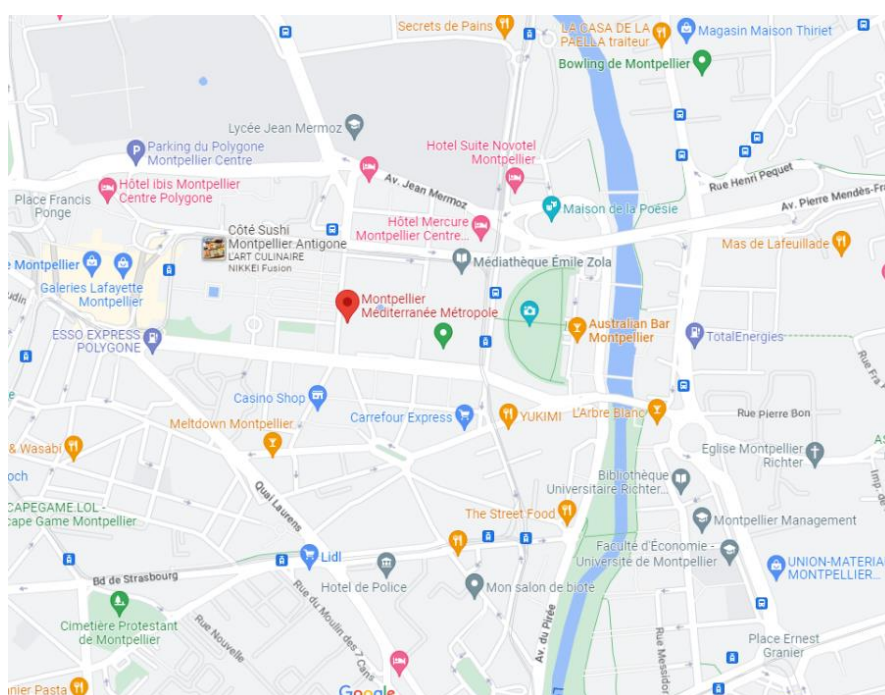 Secrets de Pains
LA CASA DE LA
PAELLA traiteur
Magasin Maison Thiriet
Bowling de Montpellier
Lycée Jean Mermoz
Parking du Polygone
Montpellier Centre
Hotel Suite Novotel
Montpellier
Av. Jean Mermoz
Hôtel ibis Montpellier
Centre Polygone
Place Francis
Ponge
Rue Henri Pequet
Av. Pierre Mendès-Fr
Maison de la Poésie
Hôtel Mercure
Montpellier Centre...
Côté Sushi
Montpellier Antigone
L'ART CULINAIRE
NIKKEI Fusion
Mas de Lafeuillade
Médiathèque Émile Zola
e Montpellier
Galeries Lafayette
Montpellier
Montpellier
Méditerranée Métropole
udin
ESSO EXPRESS
POLYGONE
Australian Bar
Montpellier
TotalEnergies
Rue Fra
Casino Shop
Meltdown Montpellier
Carrefour Express
YUKIMI
L'Arbre Blanc
Rue Pierre Bon
& Wasabi
och
Eglise Montpellier
Richter
AS
Imp. de
Quai Laurens
Bibliothèque
Universitaire Richter...
CAPEGAME LOL -
cape Game Montpellier
The Street Food
Montpellier Management
Lidl
Faculté d'Économie -
Université de Montpellier
UNION-MATERIA
MONTPELLIER...
Bd de Strasbourg
Hotel de Police
Mon salon de biote
Rue du Moulin des 7 Cans
Cimetière Protestant
de Montpellier
Rue Nouvelle
Av. du Pirée
Rue Messidor
Place Ernest
Granier
nier Pasta
Google